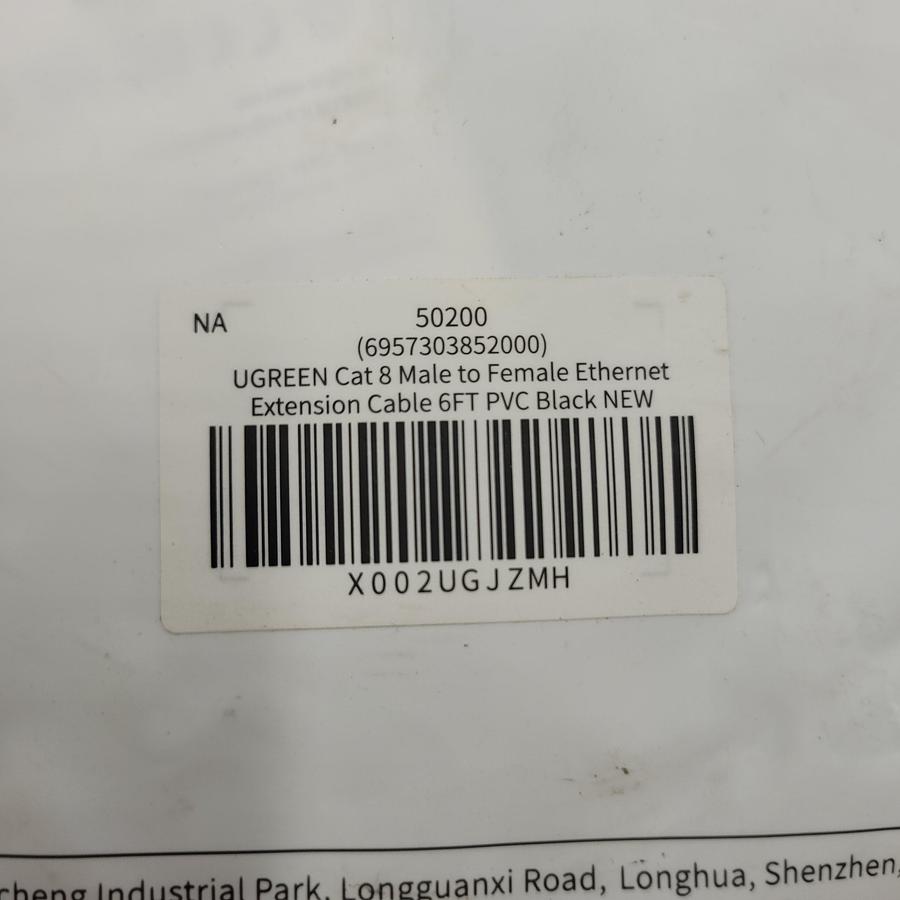 NA
50200
(6957303852000)
UGREEN Cat 8 Male to Female Ethernet
Extension Cable 6FT PVC Black NEW
X002UGJZMH
cheng Industrial Park, Longguanxi Road, Longhua, Shenzhen,